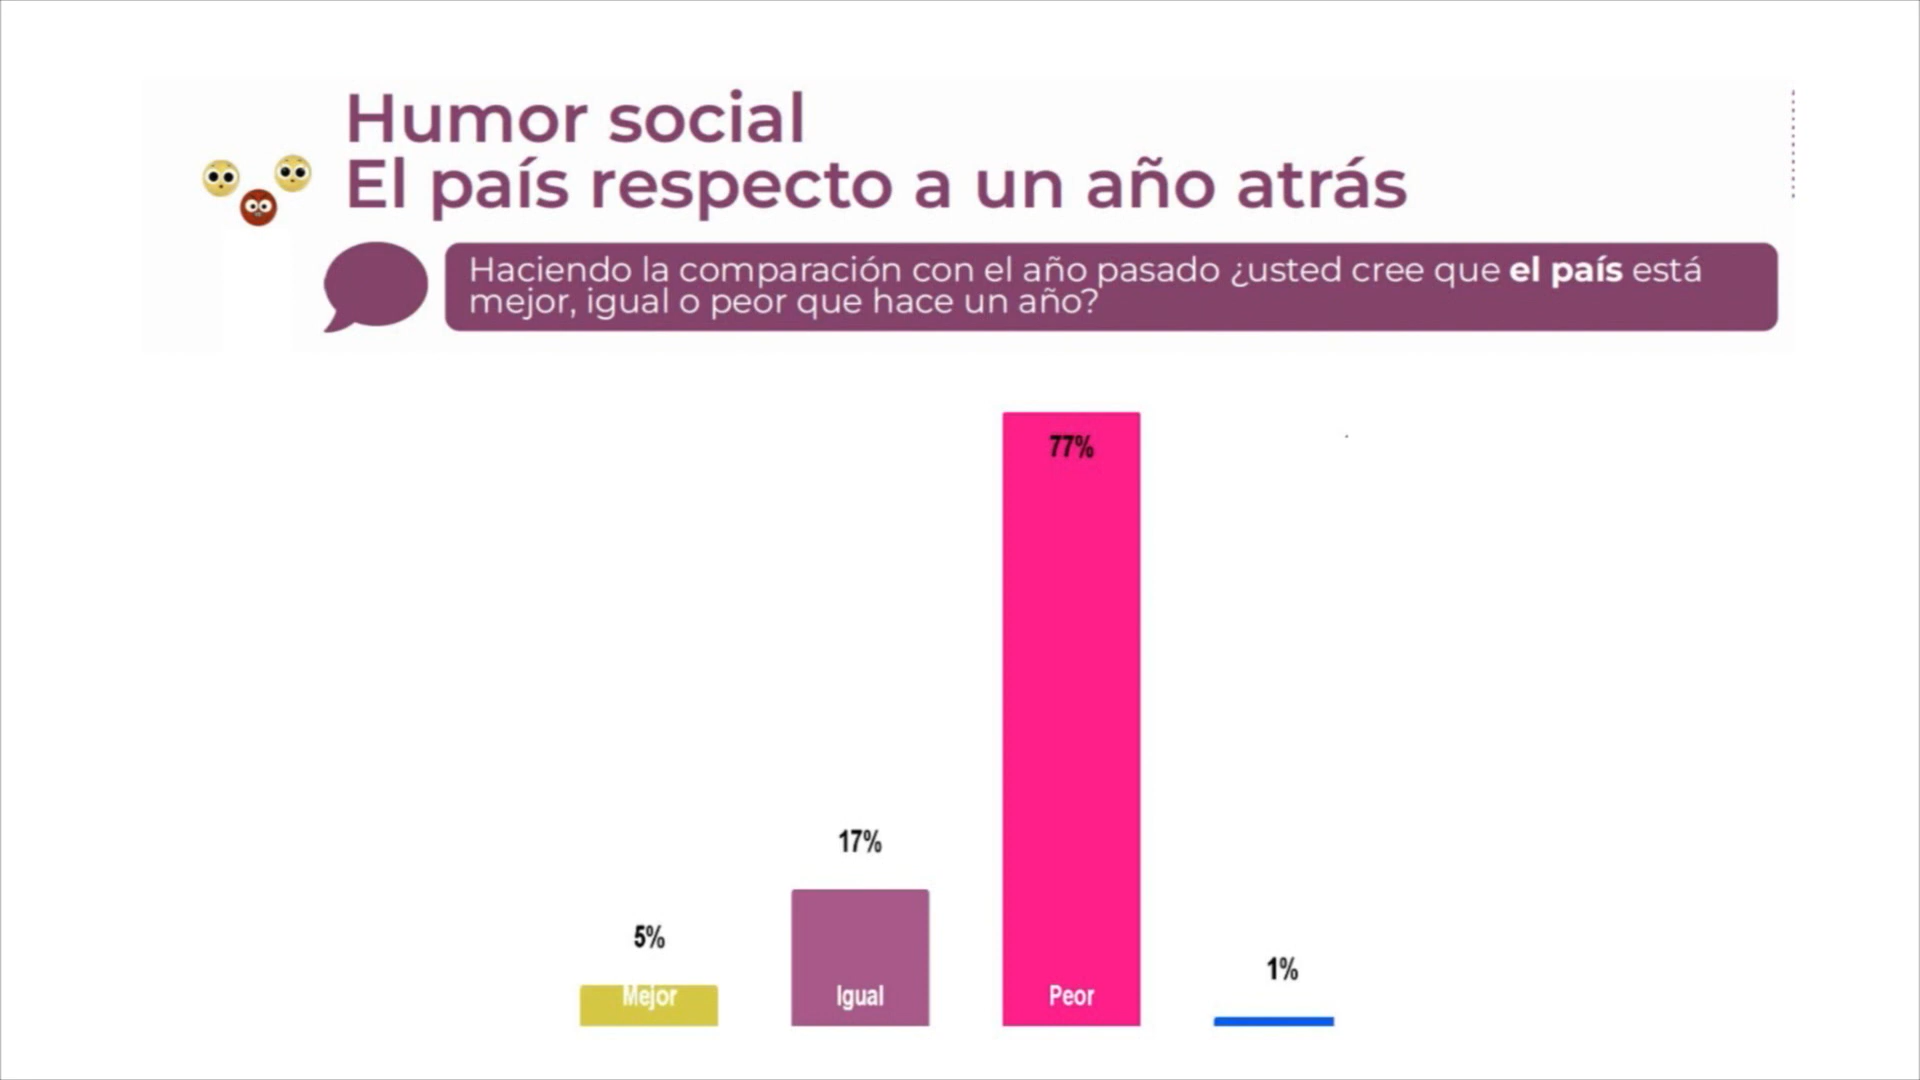 Humor social
El país respecto a un año atrás
Haciendo la comparación con el año pasado ¿usted cree que el país está
mejor, igual o peor que hace un año?
77%
17%
5%
1%
Mejor
Igual
Peor